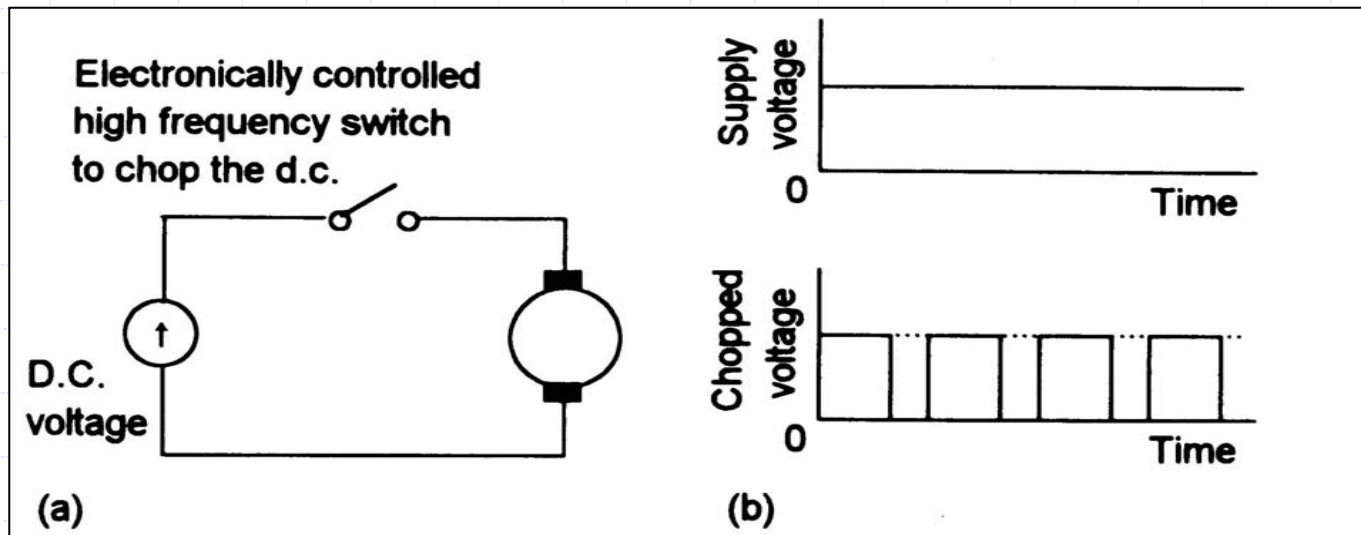 Electronically controlled
high frequency switch
to chop the d.c.
D.C.
voltage
(a)
Supply
voltage
0
Time
Chopped
voltage
0
Time
(b)